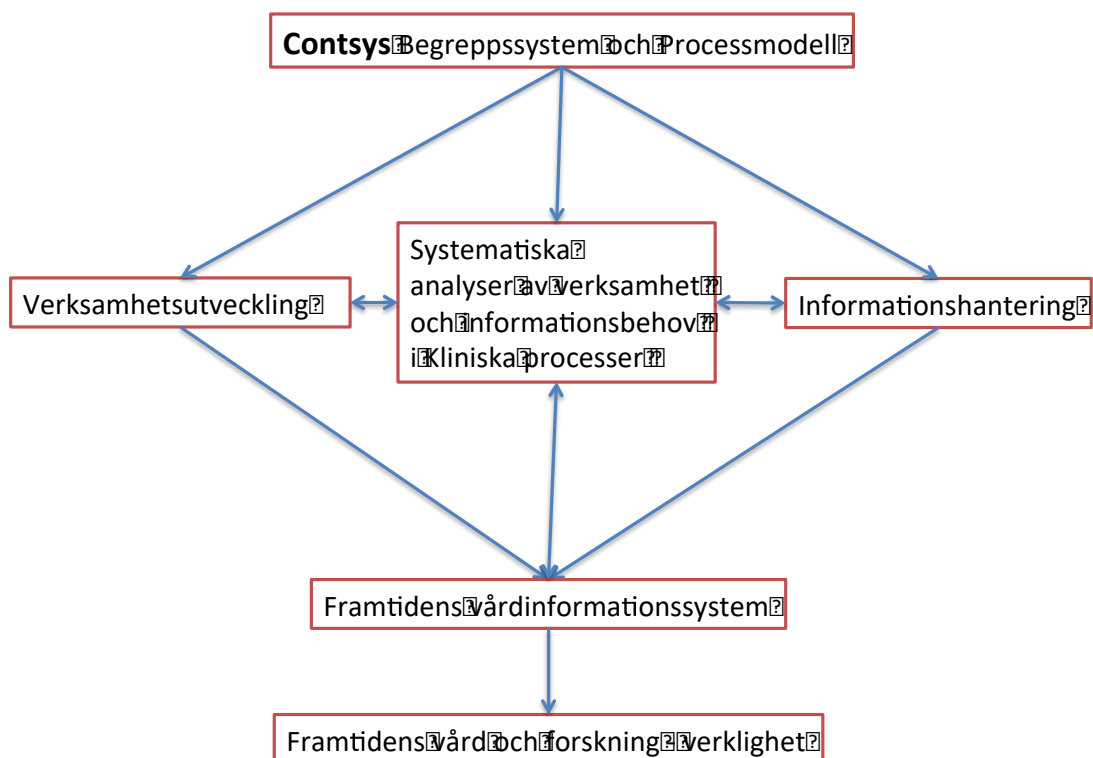 Contsys Begreppssystem och Processmodell
Systematiska
analyser av verksamhet
och informationsbehov
i Kliniska processer
Verksamhetsutveckling
Informationshantering
Framtidens vårdinformationssystem
Framtidens vård och forskning - verklighet